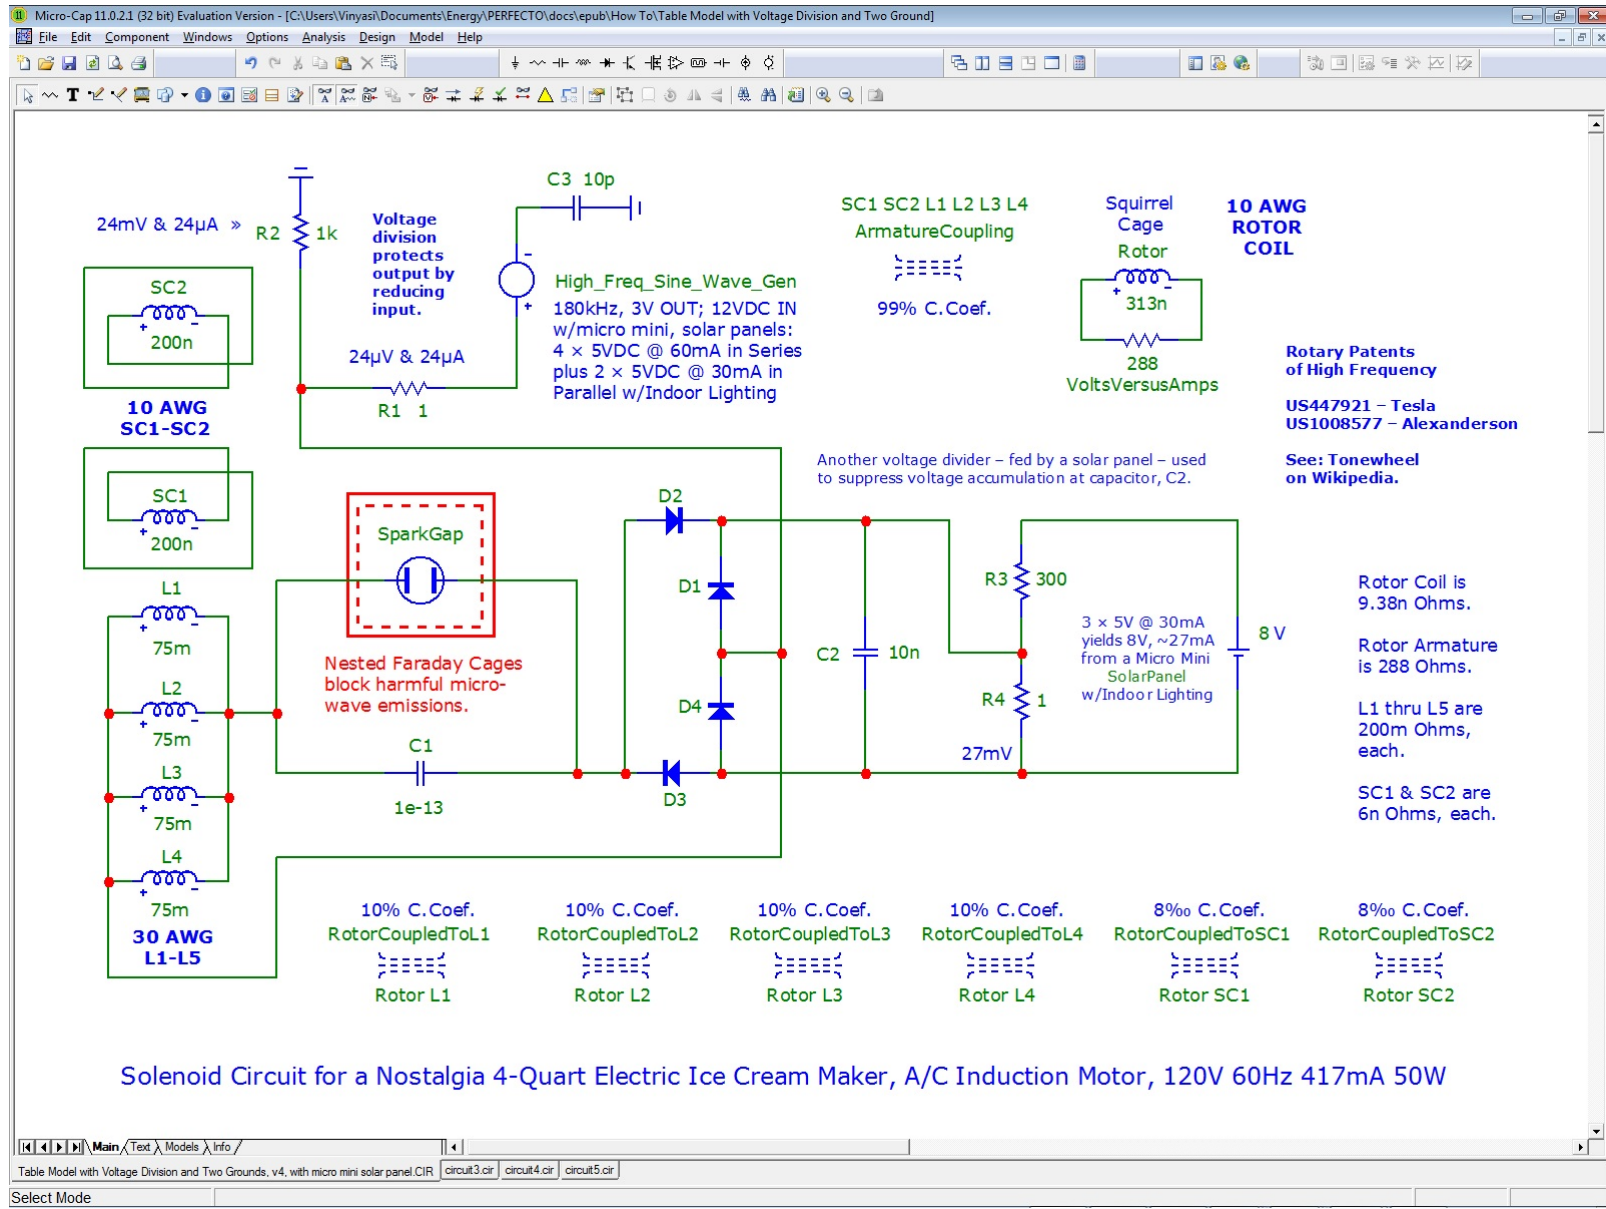 Micro-Cap 11.0.2.1 (32 bit) Evaluation Version - [C:\Users\Vinyasi\Documents\Energy\PERFECTO\docs\epub\How To\Table Model with Voltage Division and Two Ground]
File Edit Component Windows Options Analysis Design Model Help
24mV & 24µA »
R2
1k
Voltage
division
protects
output by
reducing
input.
C3 10p
High_Freq_Sine_Wave_Gen
180kHz, 3V OUT; 12VDC IN
w/micro mini, solar panels:
4 × 5VDC @ 60mA in Series
plus 2 × 5VDC @ 30mA in
Parallel w/Indoor Lighting
SC1 SC2 L1 L2 L3 L4
ArmatureCoupling
99% C.Coef.
Squirrel
Cage
Rotor
+
313n
288
VoltsVersusAmps
10 AWG
ROTOR
COIL
Rotary Patents
of High Frequency
US447921 – Tesla
US1008577 – Alexanderson
See: Tonewheel
on Wikipedia.
SC2
+ -
200n
10 AWG
SC1-SC2
SC1
+ -
200n
24µV & 24µA
R1 1
- +
Another voltage divider – fed by a solar panel – used
to suppress voltage accumulation at capacitor, C2.
L1
+ -
75m
L2
+ -
75m
L3
+ -
75m
L4
+ -
75m
30 AWG
L1-L5
SparkGap
Nested Faraday Cages
block harmful micro-
wave emissions.
C1
1e-13
D2
D1
D4
D3
C2 10n
R3 300
R4 1
27mV
3 × 5V @ 30mA
yields 8V, ~27mA
from a Micro Mini
SolarPanel
w/Indoor Lighting
8 V
Rotor Coil is
9.38n Ohms.
Rotor Armature
is 288 Ohms.
L1 thru L5 are
200m Ohms,
each.
SC1 & SC2 are
6n Ohms, each.
10% C.Coef. 10% C.Coef. 10% C.Coef. 10% C.Coef. 8‰ C.Coef. 8‰ C.Coef.
RotorCoupledToL1 RotorCoupledToL2 RotorCoupledToL3 RotorCoupledToL4 RotorCoupledToSC1 RotorCoupledToSC2
Rotor L1 Rotor L2 Rotor L3 Rotor L4 Rotor SC1 Rotor SC2
Solenoid Circuit for a Nostalgia 4-Quart Electric Ice Cream Maker, A/C Induction Motor, 120V 60Hz 417mA 50W
Main Text Models Info
Table Model with Voltage Division and Two Grounds, v4, with micro mini solar panel.CIR circuit3.cir circuit4.cir circuit5.cir
Select Mode